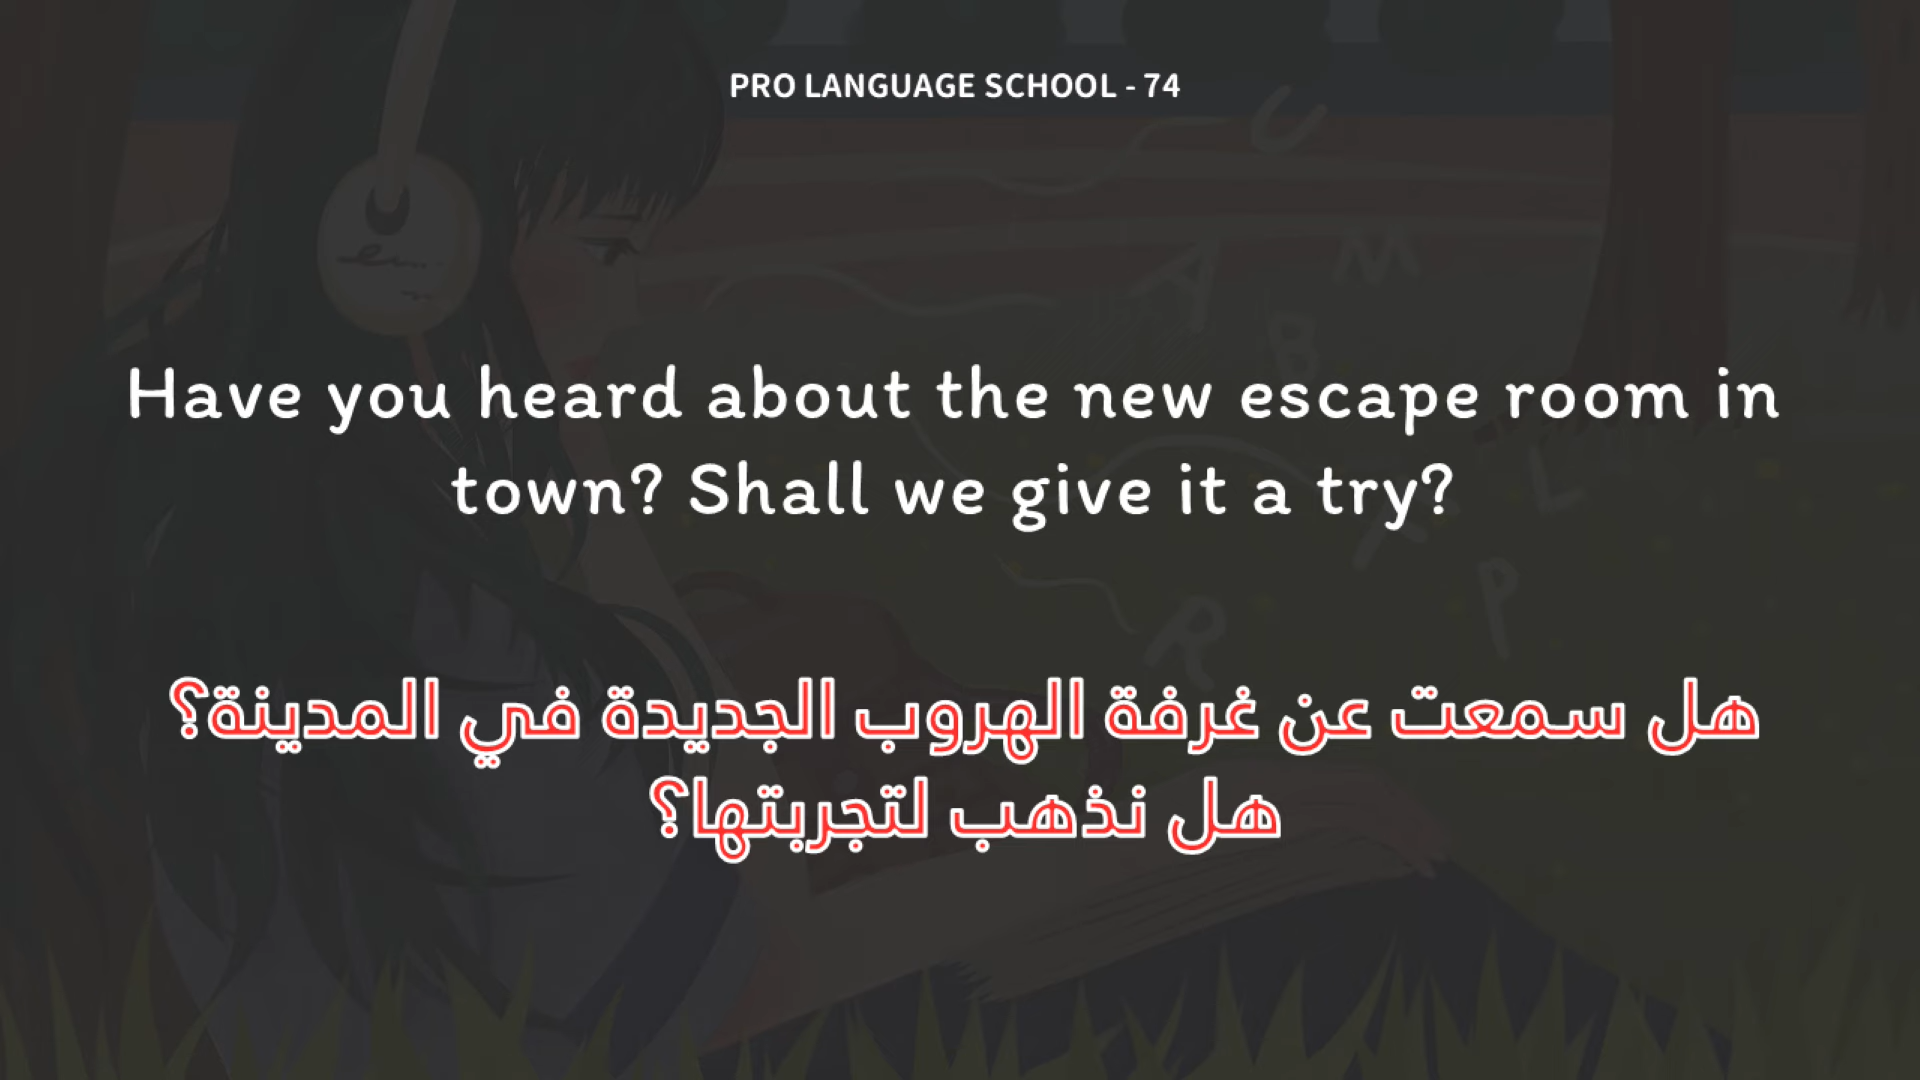 PRO LANGUAGE SCHOOL - 74
Have you heard about the new escape room in
town? Shall we give it a try?
هل سمعت عن غرفة الهروب الجديدة في المدينة؟
هل نذهب لتجربتها؟
U
A M
B
L
F
P
R